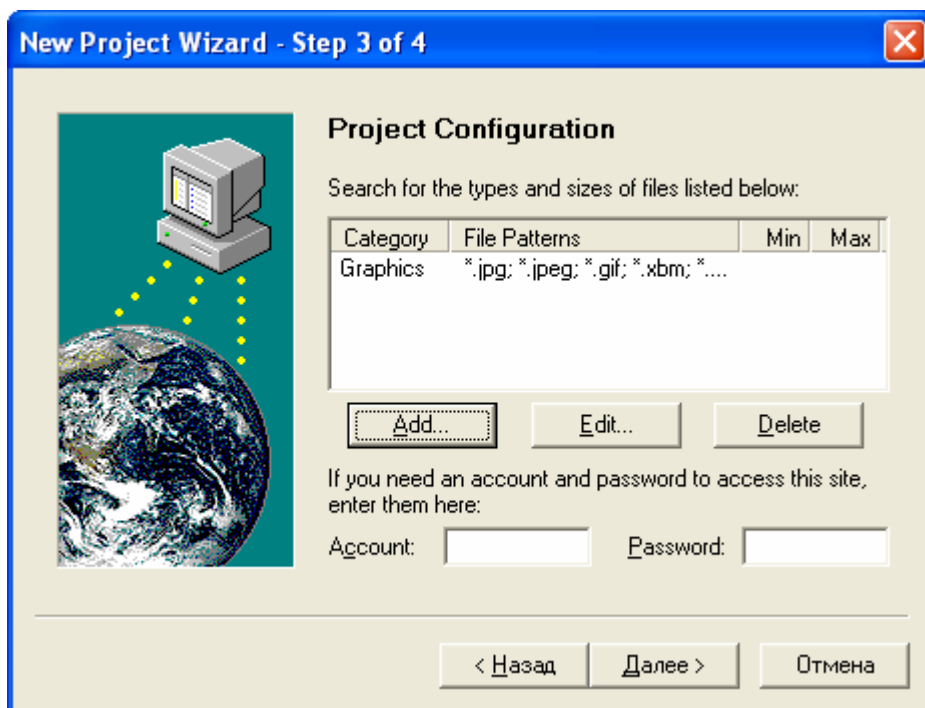 New Project Wizard - Step 3 of 4
Project Configuration
Search for the types and sizes of files listed below:
Category File Patterns Min Max
Graphics *.jpg; *.jpeg; *.gif; *.xbm; *....
Add... Edit... Delete
If you need an account and password to access this site,
enter them here:
Account: Password:
< Назад Далее > Отмена